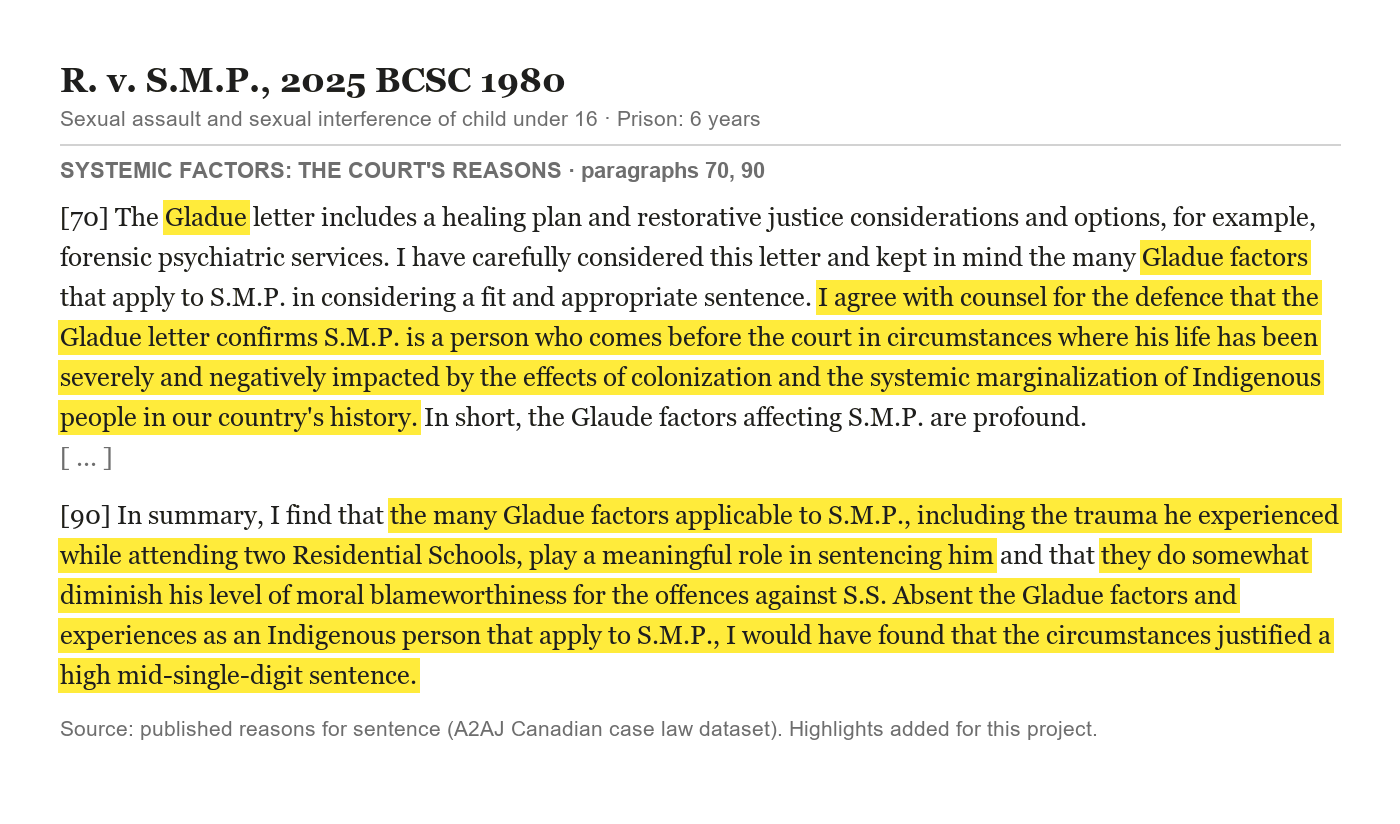 R. v. S.M.P., 2025 BCSC 1980
Sexual assault and sexual interference of child under 16 · Prison: 6 years
SYSTEMIC FACTORS: THE COURT'S REASONS · paragraphs 70, 90
[70] The Gladue letter includes a healing plan and restorative justice considerations and options, for example,
forensic psychiatric services. I have carefully considered this letter and kept in mind the many Gladue factors
that apply to S.M.P. in considering a fit and appropriate sentence. I agree with counsel for the defence that the
Gladue letter confirms S.M.P. is a person who comes before the court in circumstances where his life has been
severely and negatively impacted by the effects of colonization and the systemic marginalization of Indigenous
people in our country's history. In short, the Glaude factors affecting S.M.P. are profound.
[ ... ]
[90] In summary, I find that the many Gladue factors applicable to S.M.P., including the trauma he experienced
while attending two Residential Schools, play a meaningful role in sentencing him and that they do somewhat
diminish his level of moral blameworthiness for the offences against S.S. Absent the Gladue factors and
experiences as an Indigenous person that apply to S.M.P., I would have found that the circumstances justified a
high mid-single-digit sentence.
Source: published reasons for sentence (A2AJ Canadian case law dataset). Highlights added for this project.